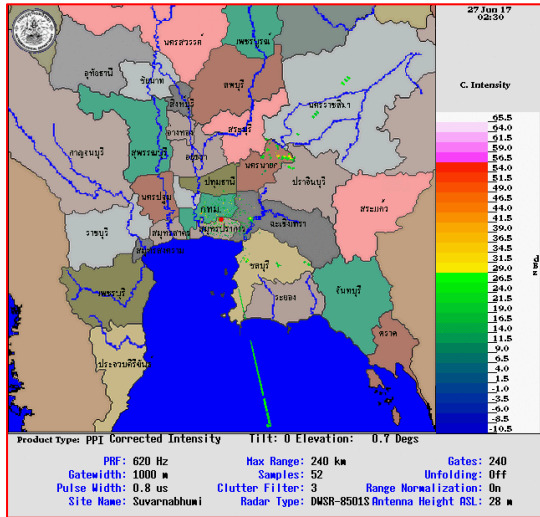 27 Jun 17
02:30
C. Intensity
65.5
64.0
61.5
59.0
56.5
54.0
51.5
49.0
46.5
44.0
41.5
39.0
36.5
34.0
31.5
29.0
26.5
24.0
21.5
19.0
16.5
14.0
11.5
9.0
6.5
4.0
1.5
-1.0
-3.5
-6.0
-8.5
-10.5
นครสวรรค์
เพชรบูรณ์
อุทัยธานี
ชัยนาท
ลพบุรี
นครราชสีมา
สิงห์บุรี
อ่างทอง
สระบุรี
กาญจนบุรี
สุพรรณบุรี
อยุธยา
นครนายก
ปราจีนบุรี
ปทุมธานี
นครปฐม
กทม.
สระแก้ว
ราชบุรี
สมุทรสาคร
สมุทรปราการ
ฉะเชิงเทรา
ชลบุรี
เพชรบุรี
ระยอง
จันทบุรี
ตราด
ประจวบคีรีขันธ์
Product Type: PPI Corrected Intensity Tilt: 0 Elevation: 0.7 Degs
PRF: 620 Hz Max Range: 240 km Gates: 240
Gatewidth: 1000 m Samples: 52 Unfolding: Off
Pulse Width: 0.8 us Clutter Filter: 3 Range Normalization: On
Site Name: Suvarnabhumi Radar Type: DWSR-8501S Antenna Height ASL: 28 m